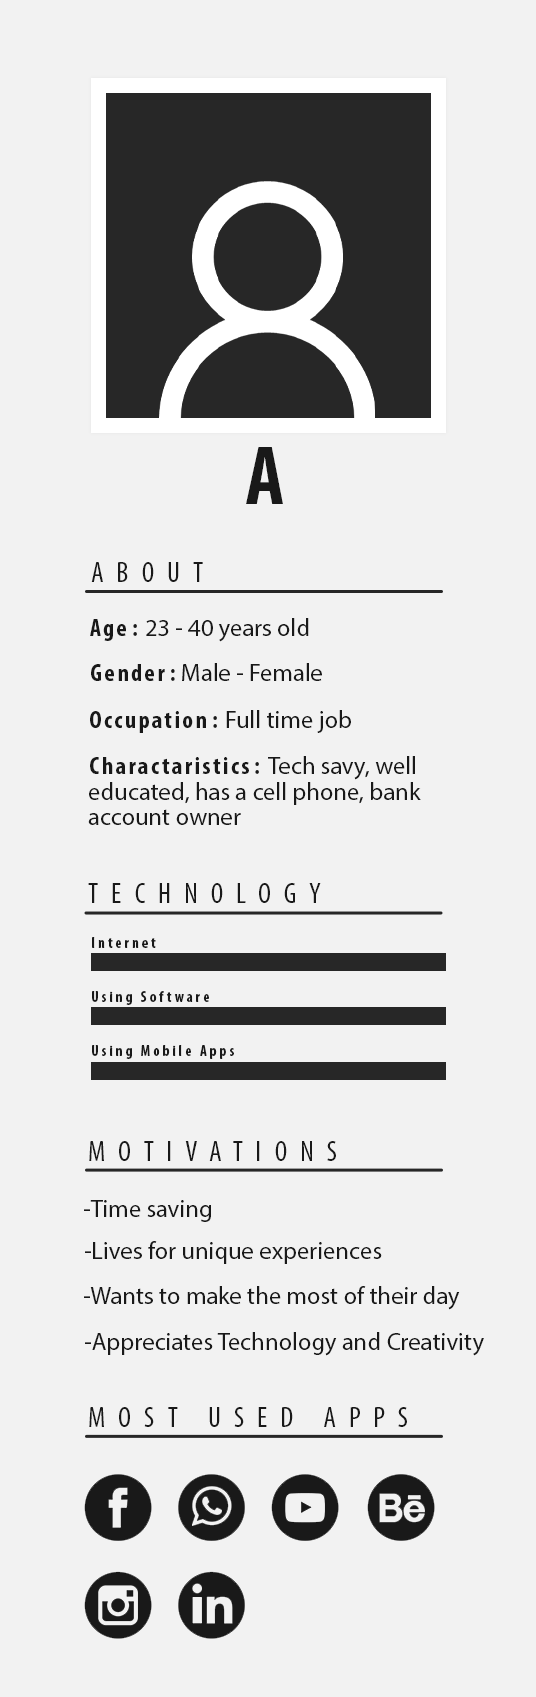 A
ABOUT
Age : 23 - 40 years old
Gender : Male - Female
Occupation : Full time job
Charactaristics : Tech savy, well
educated, has a cell phone, bank
account owner
TECHNOLOGY
Internet
Using Software
Using Mobile Apps
MOTIVATIONS
-Time saving
-Lives for unique experiences
-Wants to make the most of their day
-Appreciates Technology and Creativity
MOST USED APPS
f
Bē
in